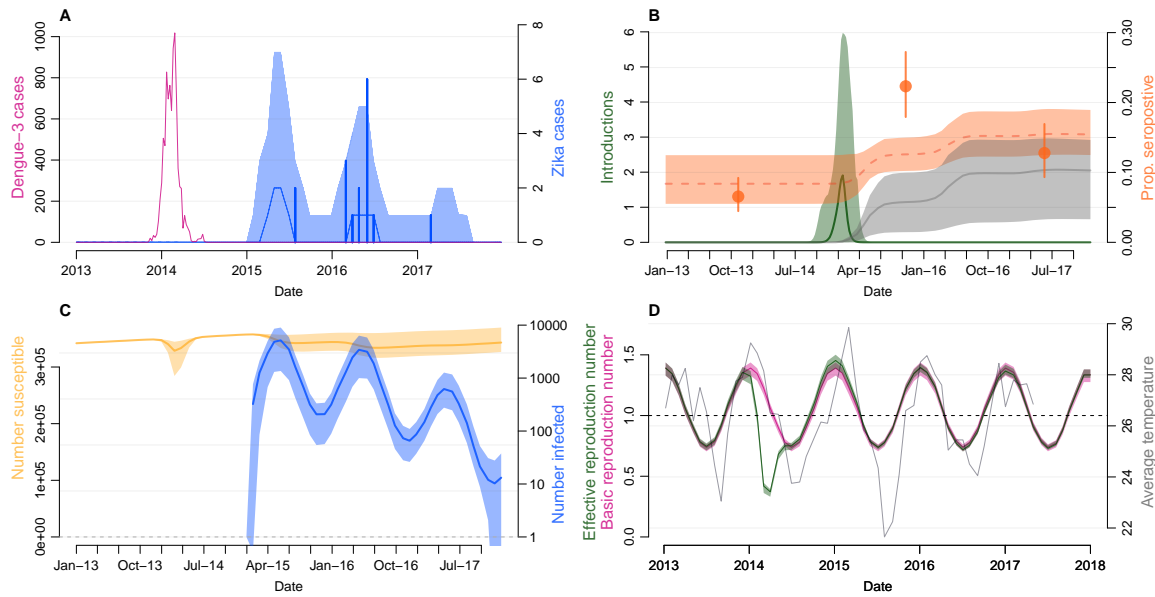 A
Dengue−3 cases
0
200
400
600
800
1000
Zika cases
0
2
4
6
8
2013
2014
2015
2016
2017
Date
B
Introductions
0
1
2
3
4
5
6
Prop. seropostive
0.00
0.10
0.20
0.30
Jan−13
Oct−13
Jul−14
Apr−15
Jan−16
Oct−16
Jul−17
Date
C
Number susceptible
0e+00
1e+05
2e+05
3e+05
Number infected
1
10
100
1000
10000
Jan−13
Oct−13
Jul−14
Apr−15
Jan−16
Oct−16
Jul−17
Date
D
Effective reproduction number
Basic reproduction number
0.0
0.5
1.0
1.5
Average temperature
22
24
26
28
30
2013
2014
2015
2016
2017
2018
Date